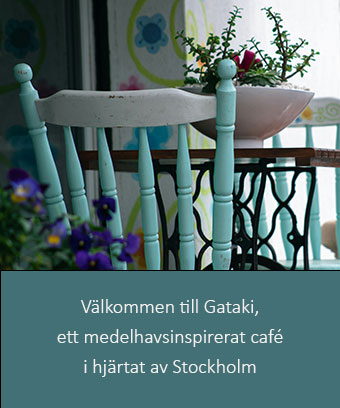 Välkommen till Gataki,
ett medelhavsinspirerat café
i hjärtat av Stockholm